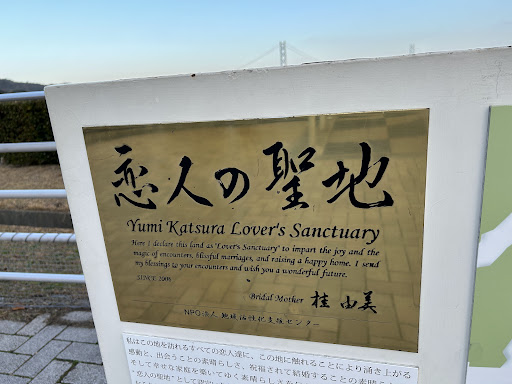 恋人の聖地
Yumi Katsura Lover's Sanctuary
Here I declare this land as "Lover's Sanctuary" to impart the joy and the
magic of encounters, blissful marriages, and raising a happy home. I send
my blessings to your encounters and wish you a wonderful future.
SINCE 2006
Bridal Mother 桂 由美
NPO法人 地域活性化支援センター
私はこの地を訪れるすべての恋人達に、この地に触れることにより涌き上がる
感動と、出会うことの素晴らしさ、祝福されて結婚することの素晴
そして幸せな家庭を築いてゆく素晴らしさを
"恋人の聖地"として